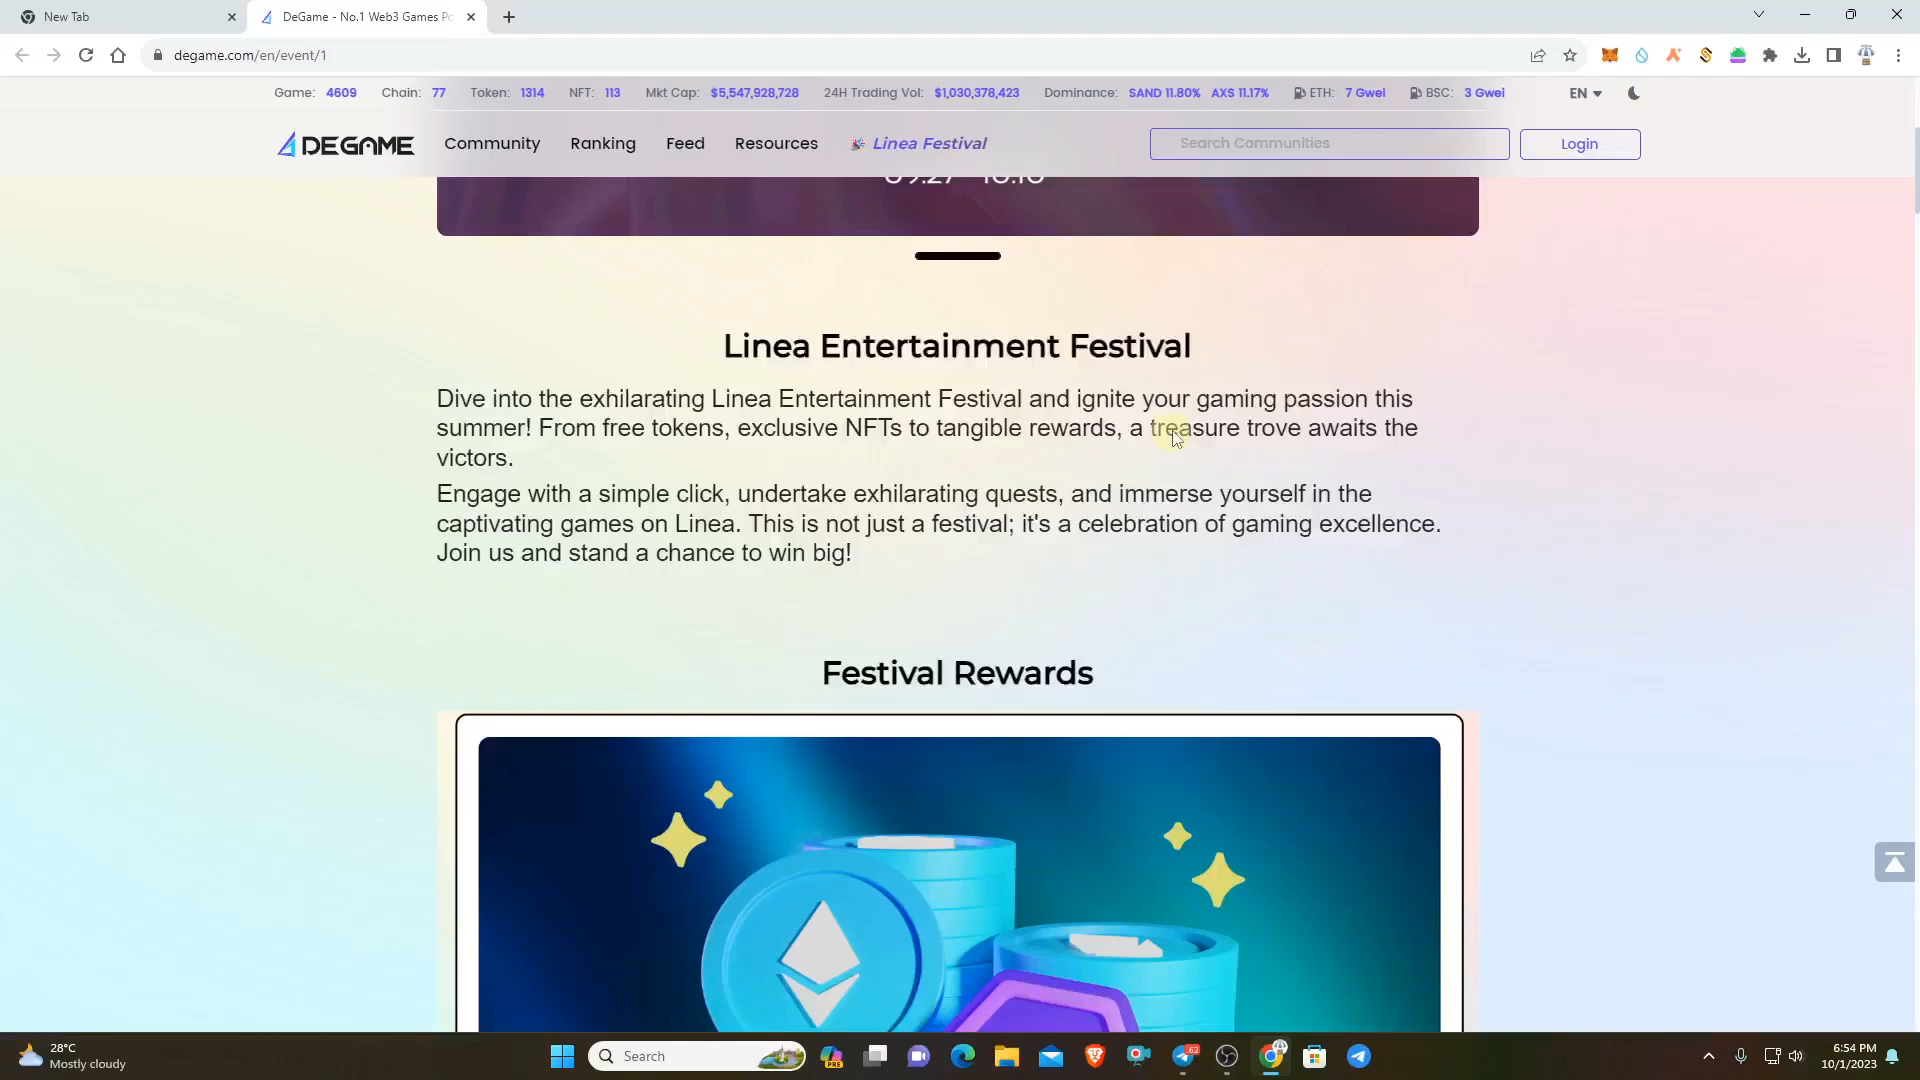 New Tab
DeGame - No.1 Web3 Games Po
degame.com/en/event/1
Game: 4609 Chain: 77 Token: 1314 NFT: 113 Mkt Cap: $5,547,928,728 24H Trading Vol: $1,030,378,423 Dominance: SAND 11.80% AXS 11.17% ETH: 7 Gwei BSC: 3 Gwei EN
DEGAME Community Ranking Feed Resources Linea Festival Search Communities Login
Linea Entertainment Festival
Dive into the exhilarating Linea Entertainment Festival and ignite your gaming passion this
summer! From free tokens, exclusive NFTs to tangible rewards, a treasure trove awaits the
victors.
Engage with a simple click, undertake exhilarating quests, and immerse yourself in the
captivating games on Linea. This is not just a festival; it's a celebration of gaming excellence.
Join us and stand a chance to win big!
Festival Rewards
28°C
Mostly cloudy
Search
PRE
62
6:54 PM
10/1/2023